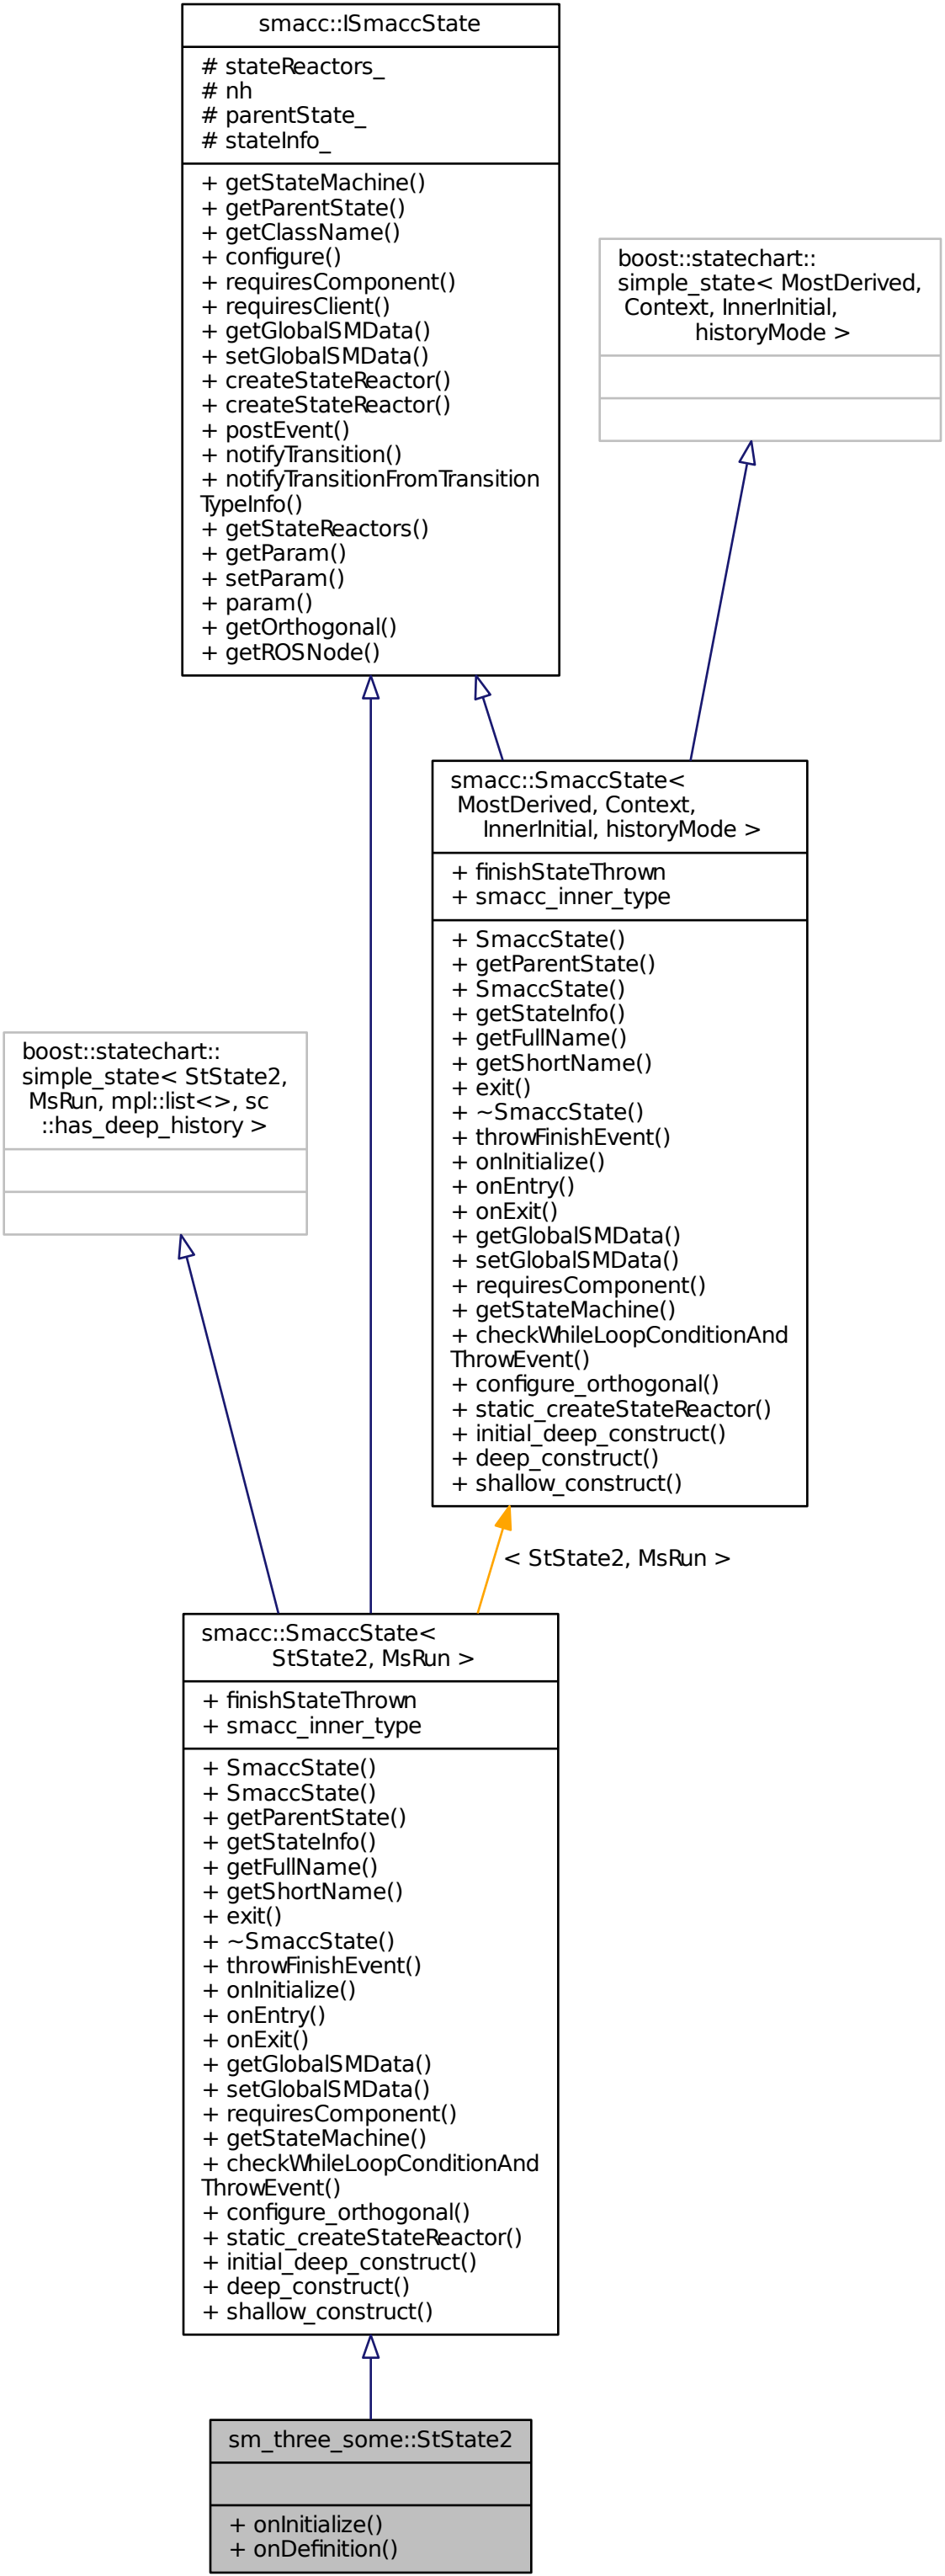 smacc::ISmaccState
# stateReactors_
# nh
# parentState_
# stateInfo_
+ getStateMachine()
+ getParentState()
+ getClassName()
+ configure()
+ requiresComponent()
+ requiresClient()
+ getGlobalSMData()
+ setGlobalSMData()
+ createStateReactor()
+ createStateReactor()
+ postEvent()
+ notifyTransition()
+ notifyTransitionFromTransition
TypeInfo()
+ getStateReactors()
+ getParam()
+ setParam()
+ param()
+ getOrthogonal()
+ getROSNode()
boost::statechart::
simple_state< MostDerived,
Context, InnerInitial,
historyMode >
smacc::SmaccState<
MostDerived, Context,
InnerInitial, historyMode >
+ finishStateThrown
+ smacc_inner_type
+ SmaccState()
+ getParentState()
+ SmaccState()
+ getStateInfo()
+ getFullName()
+ getShortName()
+ exit()
+ ~SmaccState()
+ throwFinishEvent()
+ onInitialize()
+ onEntry()
+ onExit()
+ getGlobalSMData()
+ setGlobalSMData()
+ requiresComponent()
+ getStateMachine()
+ checkWhileLoopConditionAnd
ThrowEvent()
+ configure_orthogonal()
+ static_createStateReactor()
+ initial_deep_construct()
+ deep_construct()
+ shallow_construct()
boost::statechart::
simple_state< StState2,
MsRun, mpl::list<>, sc
::has_deep_history >
< StState2, MsRun >
smacc::SmaccState<
StState2, MsRun >
+ finishStateThrown
+ smacc_inner_type
+ SmaccState()
+ SmaccState()
+ getParentState()
+ getStateInfo()
+ getFullName()
+ getShortName()
+ exit()
+ ~SmaccState()
+ throwFinishEvent()
+ onInitialize()
+ onEntry()
+ onExit()
+ getGlobalSMData()
+ setGlobalSMData()
+ requiresComponent()
+ getStateMachine()
+ checkWhileLoopConditionAnd
ThrowEvent()
+ configure_orthogonal()
+ static_createStateReactor()
+ initial_deep_construct()
+ deep_construct()
+ shallow_construct()
sm_three_some::StState2
+ onInitialize()
+ onDefinition()